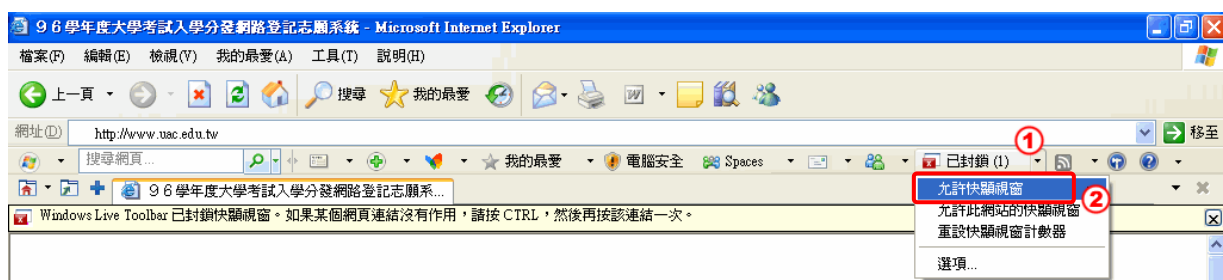 ９６學年度大學考試入學分發網路登記志願系統 - Microsoft Internet Explorer
檔案(F) 編輯(E) 檢視(V) 我的最愛(A) 工具(T) 說明(H)
上一頁 搜尋 我的最愛
網址(D) http://www.uac.edu.tw 移至
①
搜尋網頁... 我的最愛 電腦安全 Spaces 已封鎖 (1)
９６學年度大學考試入學分發網路登記志願系...
允許快顯視窗
②
Windows Live Toolbar 已封鎖快顯視窗。如果某個網頁連結沒有作用，請按 CTRL，然後再按該連結一次。
允許此網站的快顯視窗
重設快顯視窗計數器
選項...